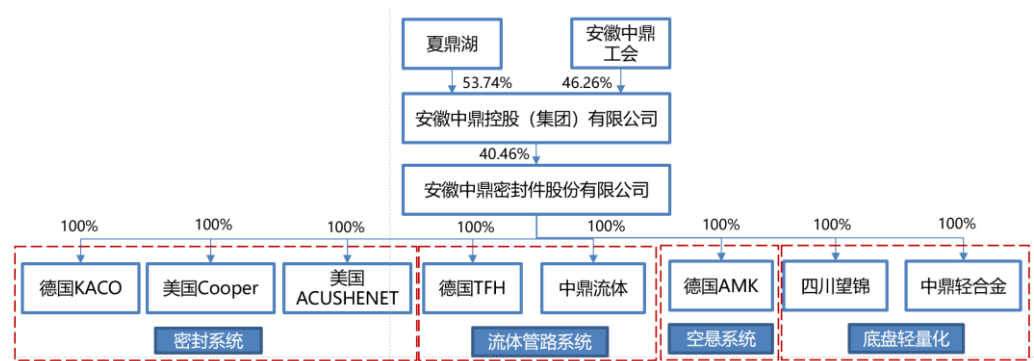 夏鼎湖
安徽中鼎
工会
53.74%
46.26%
安徽中鼎控股（集团）有限公司
40.46%
安徽中鼎密封件股份有限公司
100%
100%
100%
100%
100%
100%
100%
100%
德国KACO
美国Cooper
美国
ACUSHENET
德国TFH
中鼎流体
德国AMK
四川望锦
中鼎轻合金
密封系统
流体管路系统
空悬系统
底盘轻量化